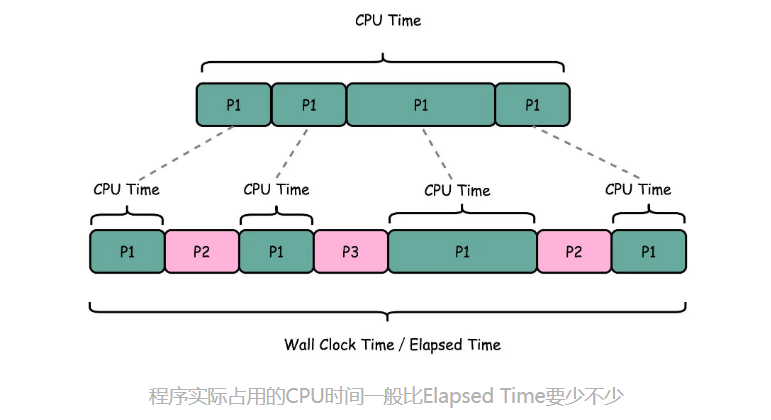 CPU Time
P1 P1 P1 P1
CPU Time CPU Time CPU Time CPU Time
P1 P2 P1 P3 P1 P2 P1
Wall Clock Time / Elapsed Time
程序实际占用的CPU时间一般比Elapsed Time要少不少